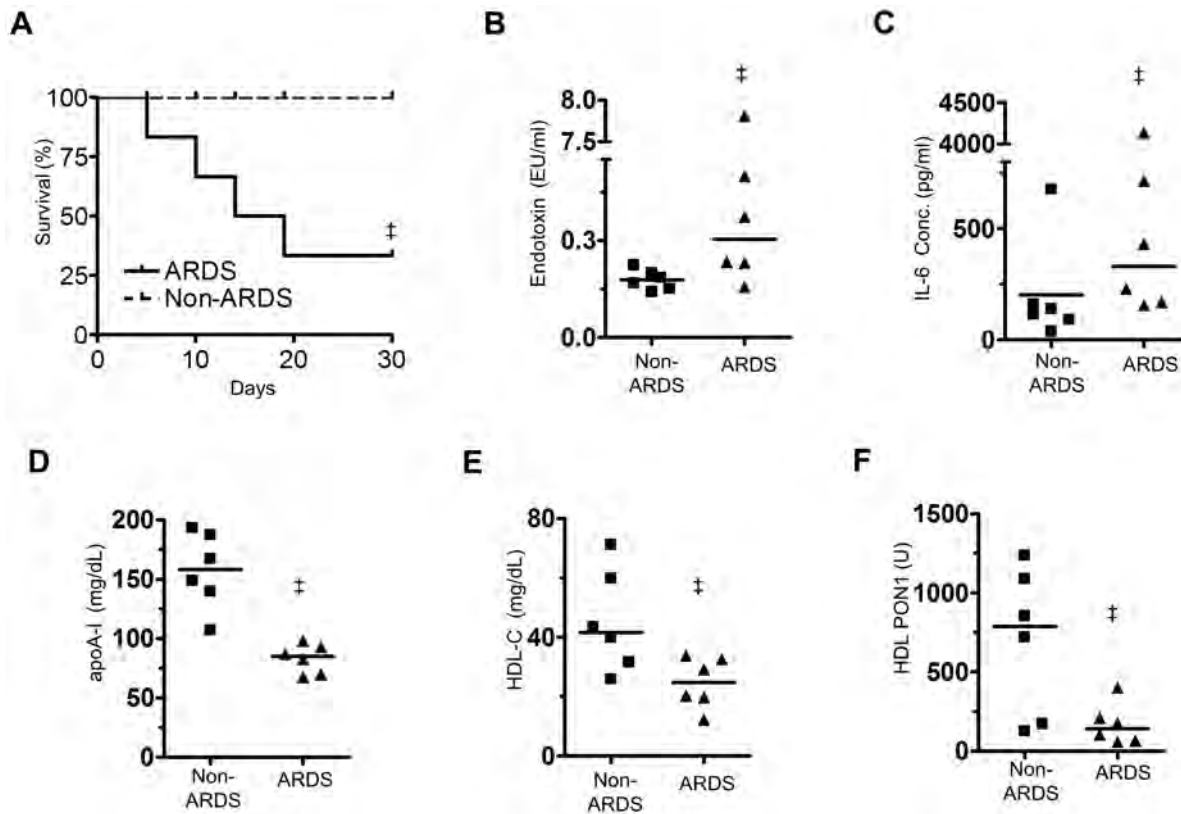 A
Survival (%)
100
75
50
25
0
‡
ARDS
Non-ARDS
0
10
20
30
Days
B
Endotoxin (EU/ml)
‡
8.0
7.5
0.3
0.0
Non-
ARDS
ARDS
C
IL-6 Conc. (pg/ml)
‡
4500
4000
500
0
Non-
ARDS
ARDS
D
apoA-I (mg/dL)
200
150
100
50
0
‡
Non-
ARDS
ARDS
E
HDL-C (mg/dL)
80
40
0
‡
Non-
ARDS
ARDS
F
HDL PON1 (U)
1500
1000
500
0
‡
Non-
ARDS
ARDS